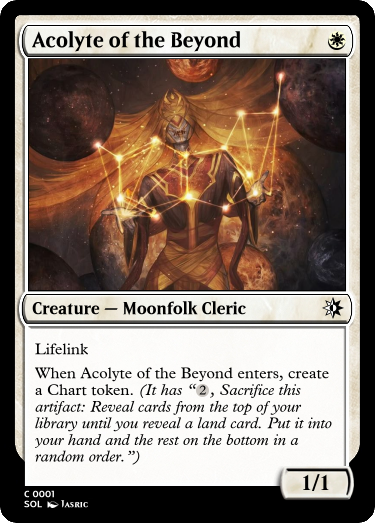 Acolyte of the Beyond
Creature — Moonfolk Cleric
Lifelink
When Acolyte of the Beyond enters, create
a Chart token. (It has “2, Sacrifice this
artifact: Reveal cards from the top of your
library until you reveal a land card. Put it into
your hand and the rest on the bottom in a
random order.”)
1/1
C 0001
SOL Jasric